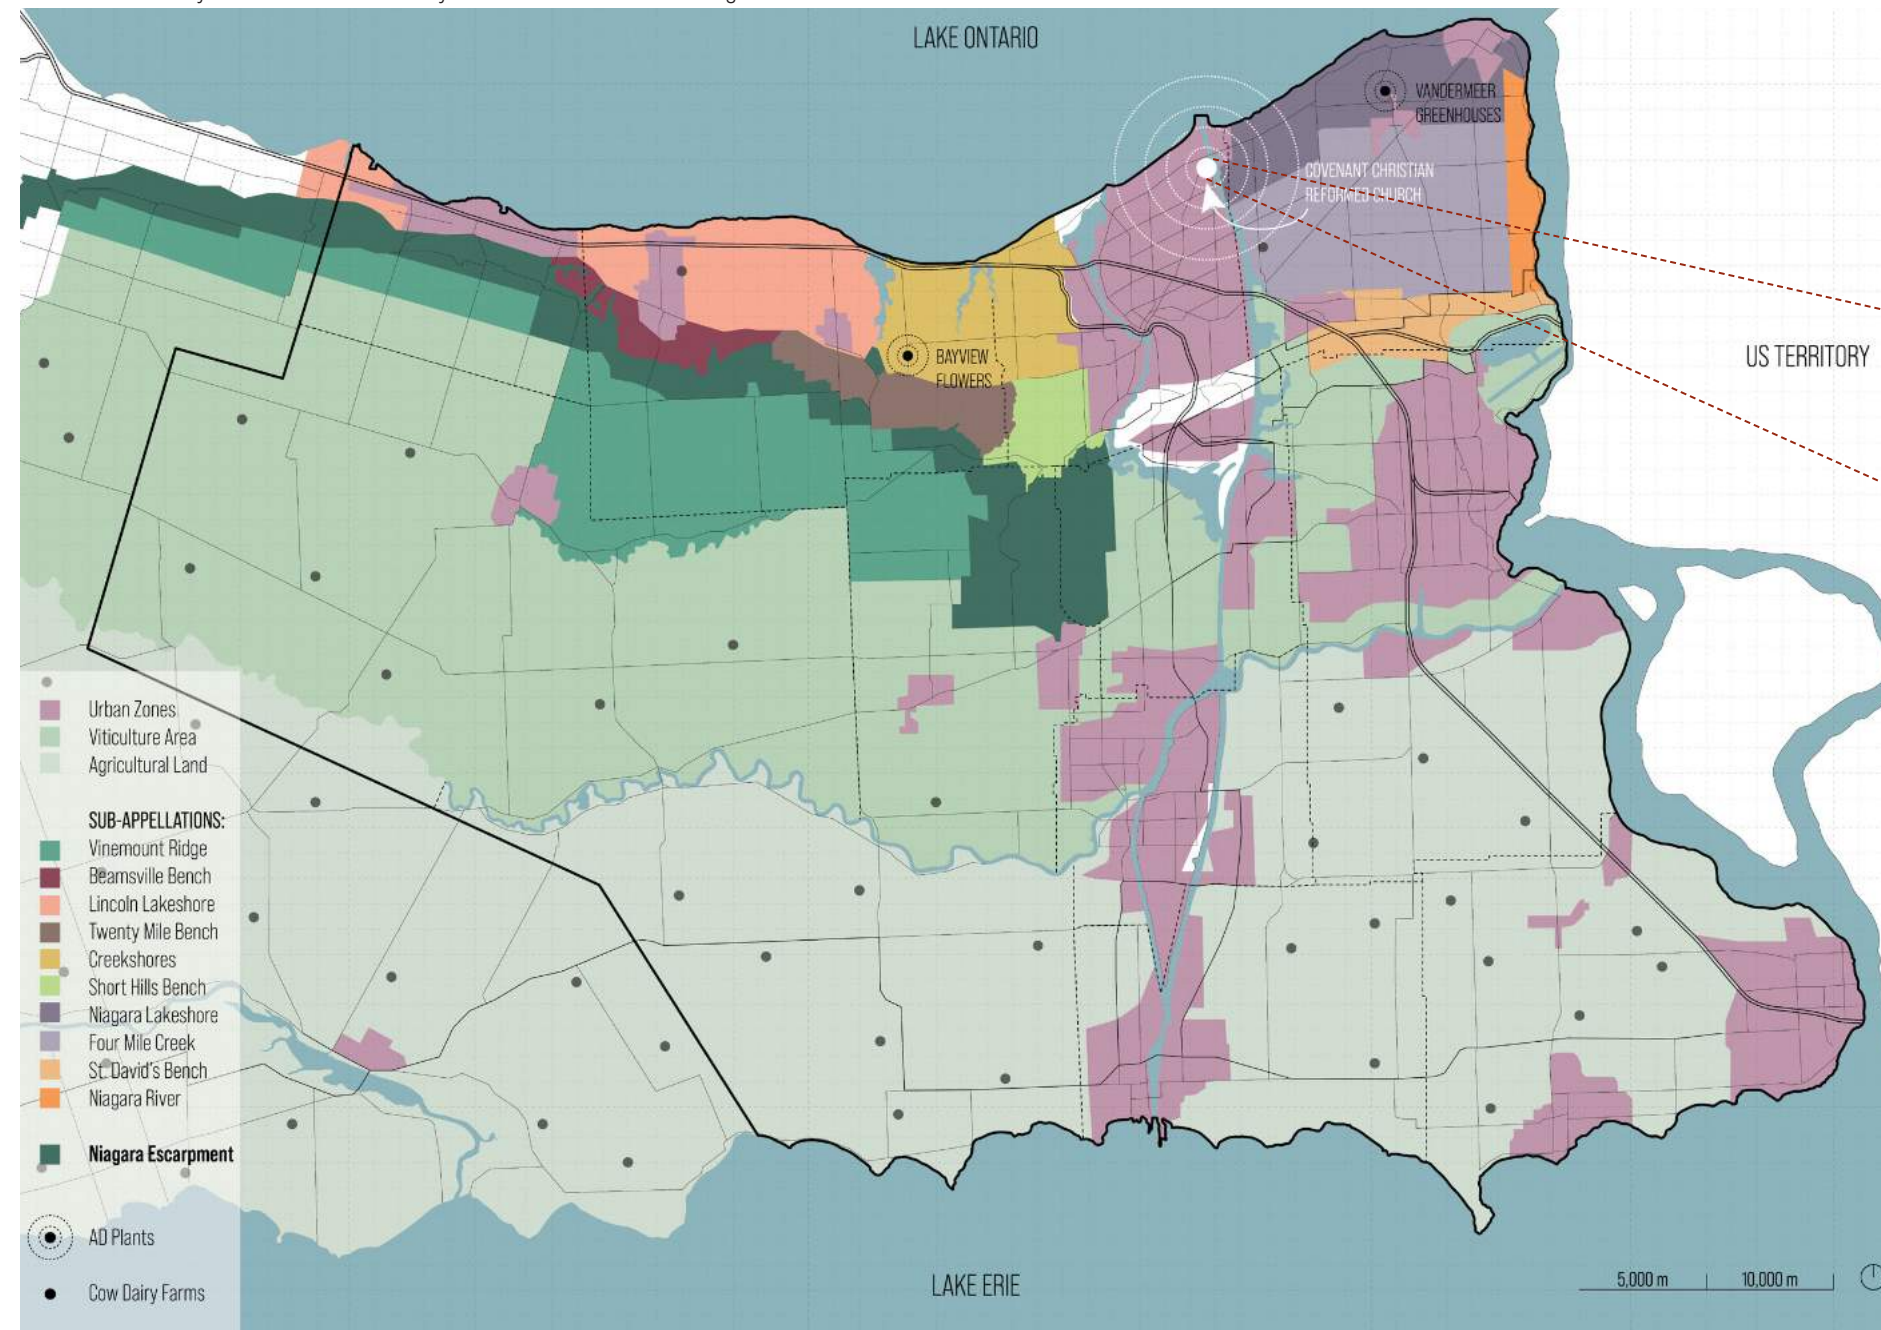 LAKE ONTARIO
VANDERMEER
GREENHOUSES
COVENANT CHRISTIAN
REFORMED CHURCH
BAYVIEW
FLOWERS
US TERRITORY
Urban Zones
Viticulture Area
Agricultural Land
SUB-APPELLATIONS:
Vinemount Ridge
Beamsville Bench
Lincoln Lakeshore
Twenty Mile Bench
Creekshores
Short Hills Bench
Niagara Lakeshore
Four Mile Creek
St. David's Bench
Niagara River
Niagara Escarpment
AD Plants
Cow Dairy Farms
LAKE ERIE
5,000 m
10,000 m